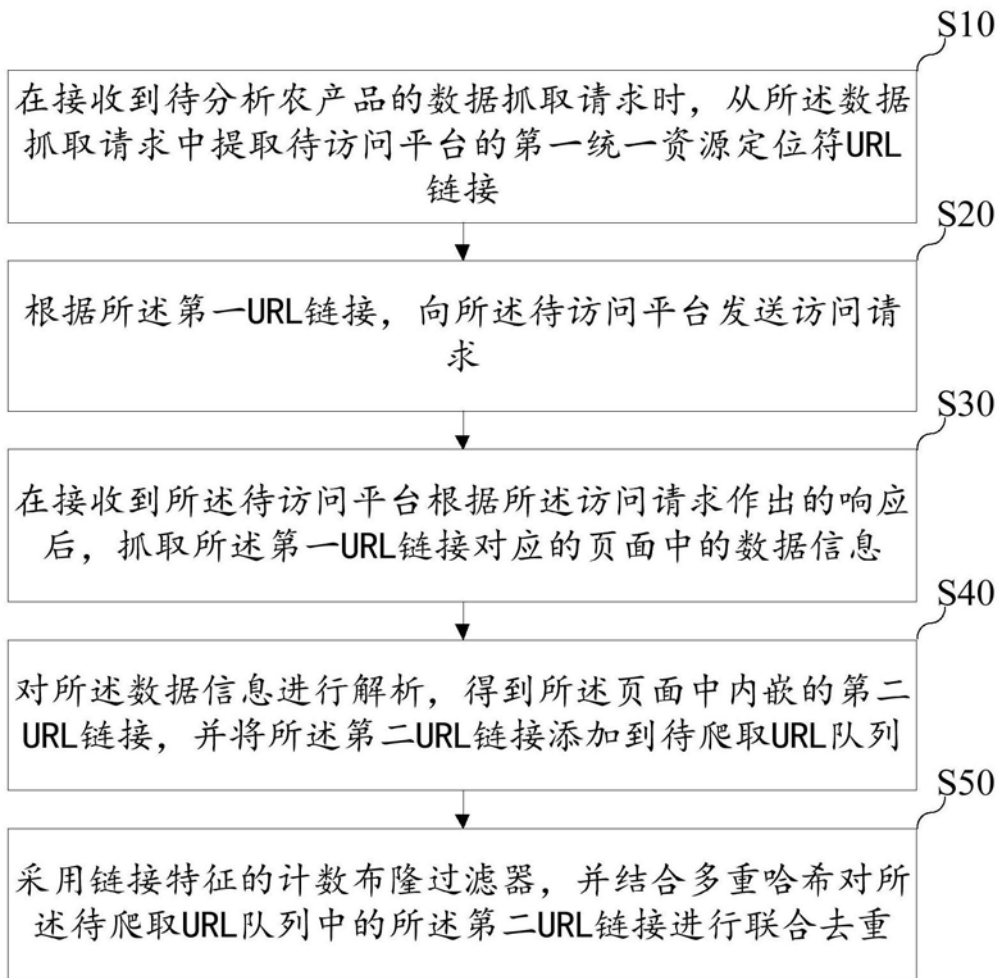 S10
在接收到待分析农产品的数据抓取请求时，从所述数据
抓取请求中提取待访问平台的第一统一资源定位符URL
链接
S20
根据所述第一URL链接，向所述待访问平台发送访问请
求
S30
在接收到所述待访问平台根据所述访问请求作出的响应
后，抓取所述第一URL链接对应的页面中的数据信息
S40
对所述数据信息进行解析，得到所述页面中内嵌的第二
URL链接，并将所述第二URL链接添加到待爬取URL队列
S50
采用链接特征的计数布隆过滤器，并结合多重哈希对所
述待爬取URL队列中的所述第二URL链接进行联合去重